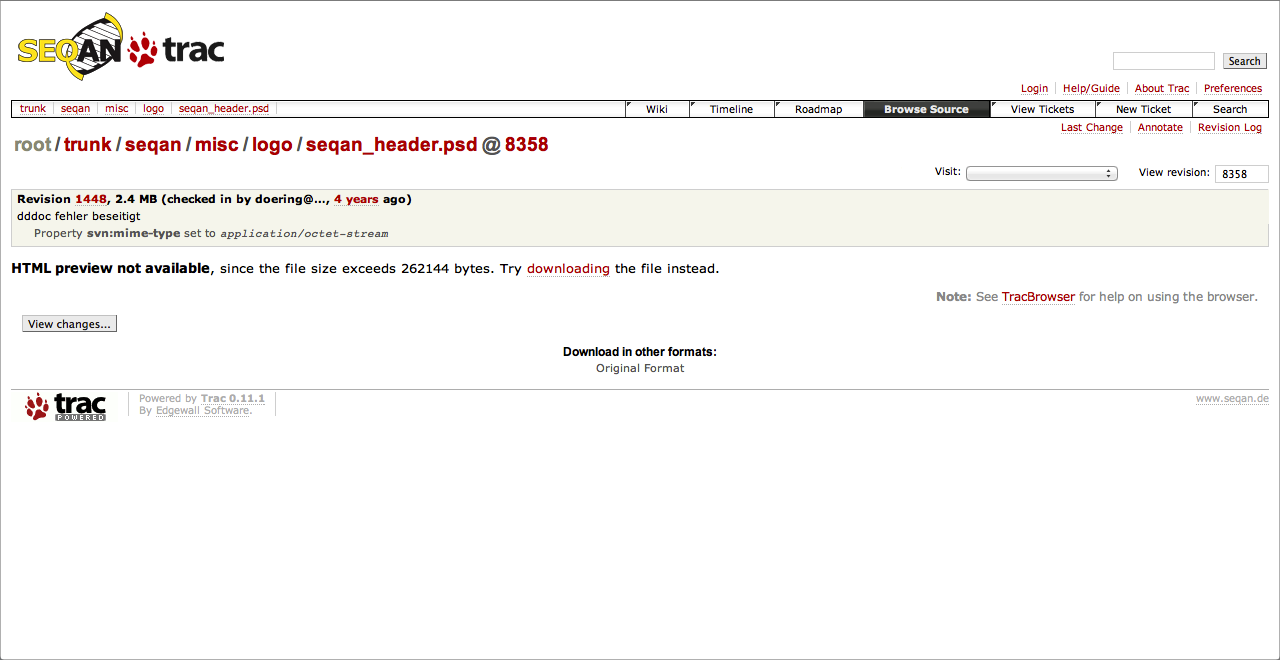 SEQAN trac
Search
Login Help/Guide About Trac Preferences
trunk seqan misc logo seqan_header.psd Wiki Timeline Roadmap Browse Source View Tickets New Ticket Search
Last Change Annotate Revision Log
root / trunk / seqan / misc / logo / seqan_header.psd @ 8358
Visit: View revision: 8358
Revision 1448, 2.4 MB (checked in by doering@..., 4 years ago)
dddoc fehler beseitigt
Property svn:mime-type set to application/octet-stream
HTML preview not available, since the file size exceeds 262144 bytes. Try downloading the file instead.
Note: See TracBrowser for help on using the browser.
View changes...
Download in other formats:
Original Format
trac POWERED
Powered by Trac 0.11.1
By Edgewall Software.
www.seqan.de